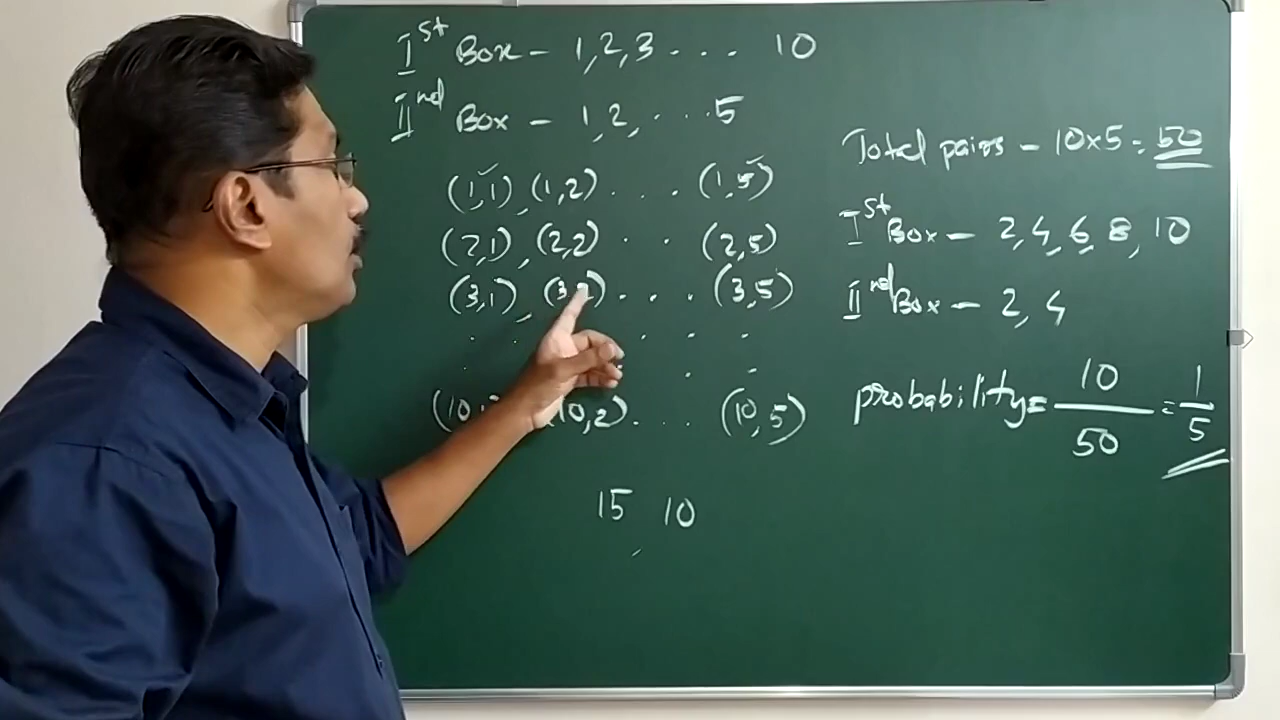 Ist Box - 1,2,3 . . . 10
IInd Box - 1,2, . . . 5
(1,1), (1,2) . . . . (1,5)
(2,1), (2,2) . . . (2,5)
(3,1), . . . . (3,5)
(10,2) . . . (10,5)
15, 10
Total pairs - 10×5=50
Ist Box - 2,4,6,8,10
IInd Box - 2,4
probability = 10/50 = 1/5